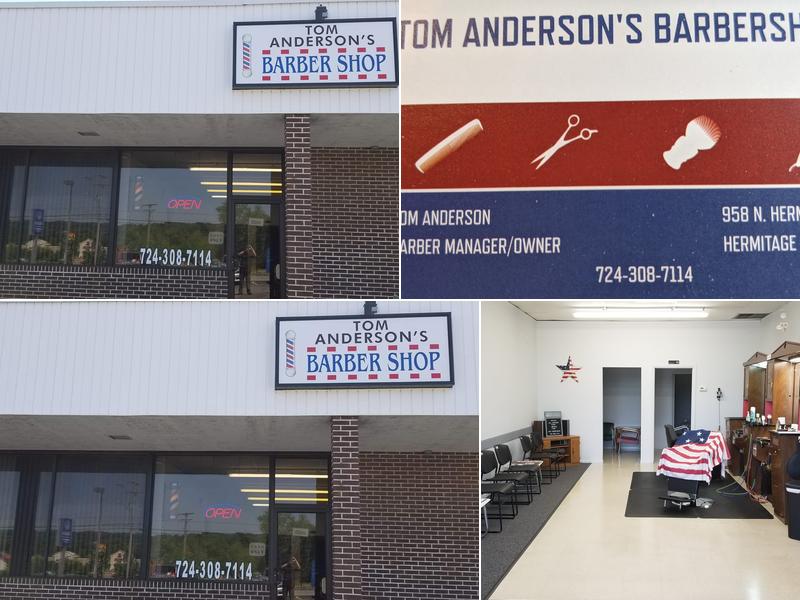 TOM
ANDERSON'S
BARBER SHOP
OPEN
724-308-7114
TOM ANDERSON'S BARBERSH
OM ANDERSON
ARBER MANAGER/OWNER
958 N. HERM
HERMITAGE
724-308-7114
TOM
ANDERSON'S
BARBER SHOP
OPEN
724-308-7114